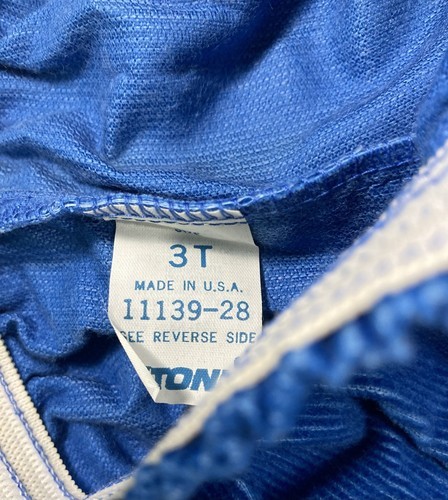 3T
MADE IN U.S.A.
11139-28
SEE REVERSE SIDE